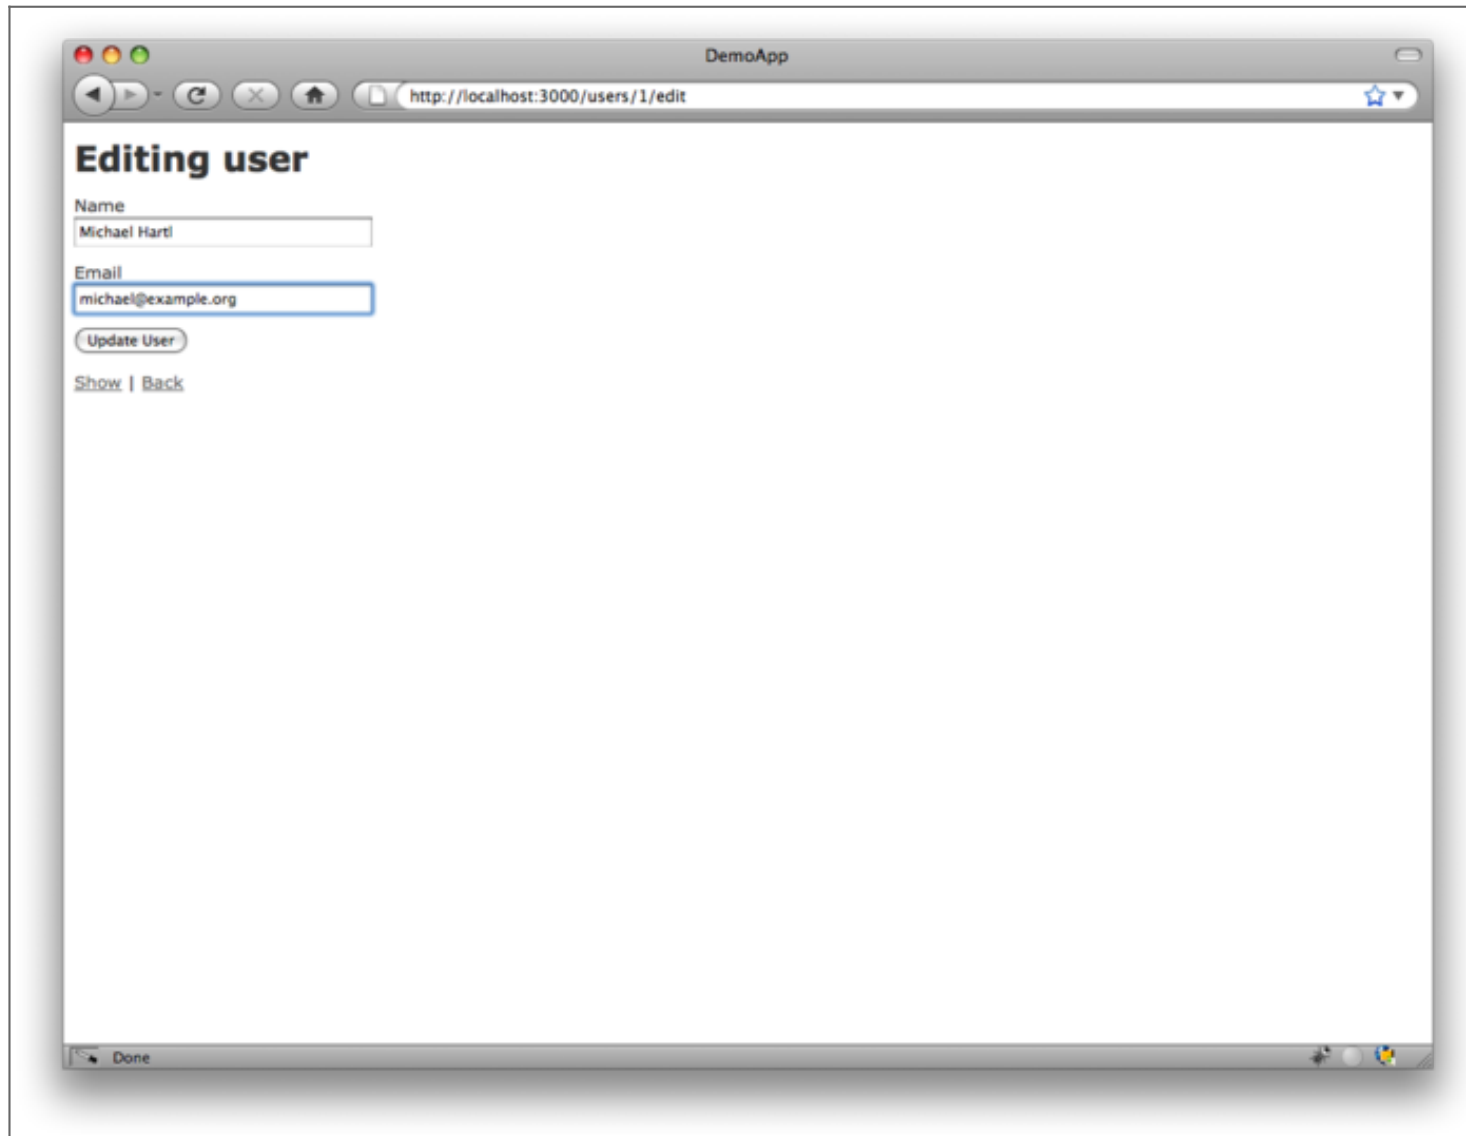 DemoApp
http://localhost:3000/users/1/edit
Editing user
Name
Michael Hartl
Email
michael@example.org
Update User
Show | Back
Done